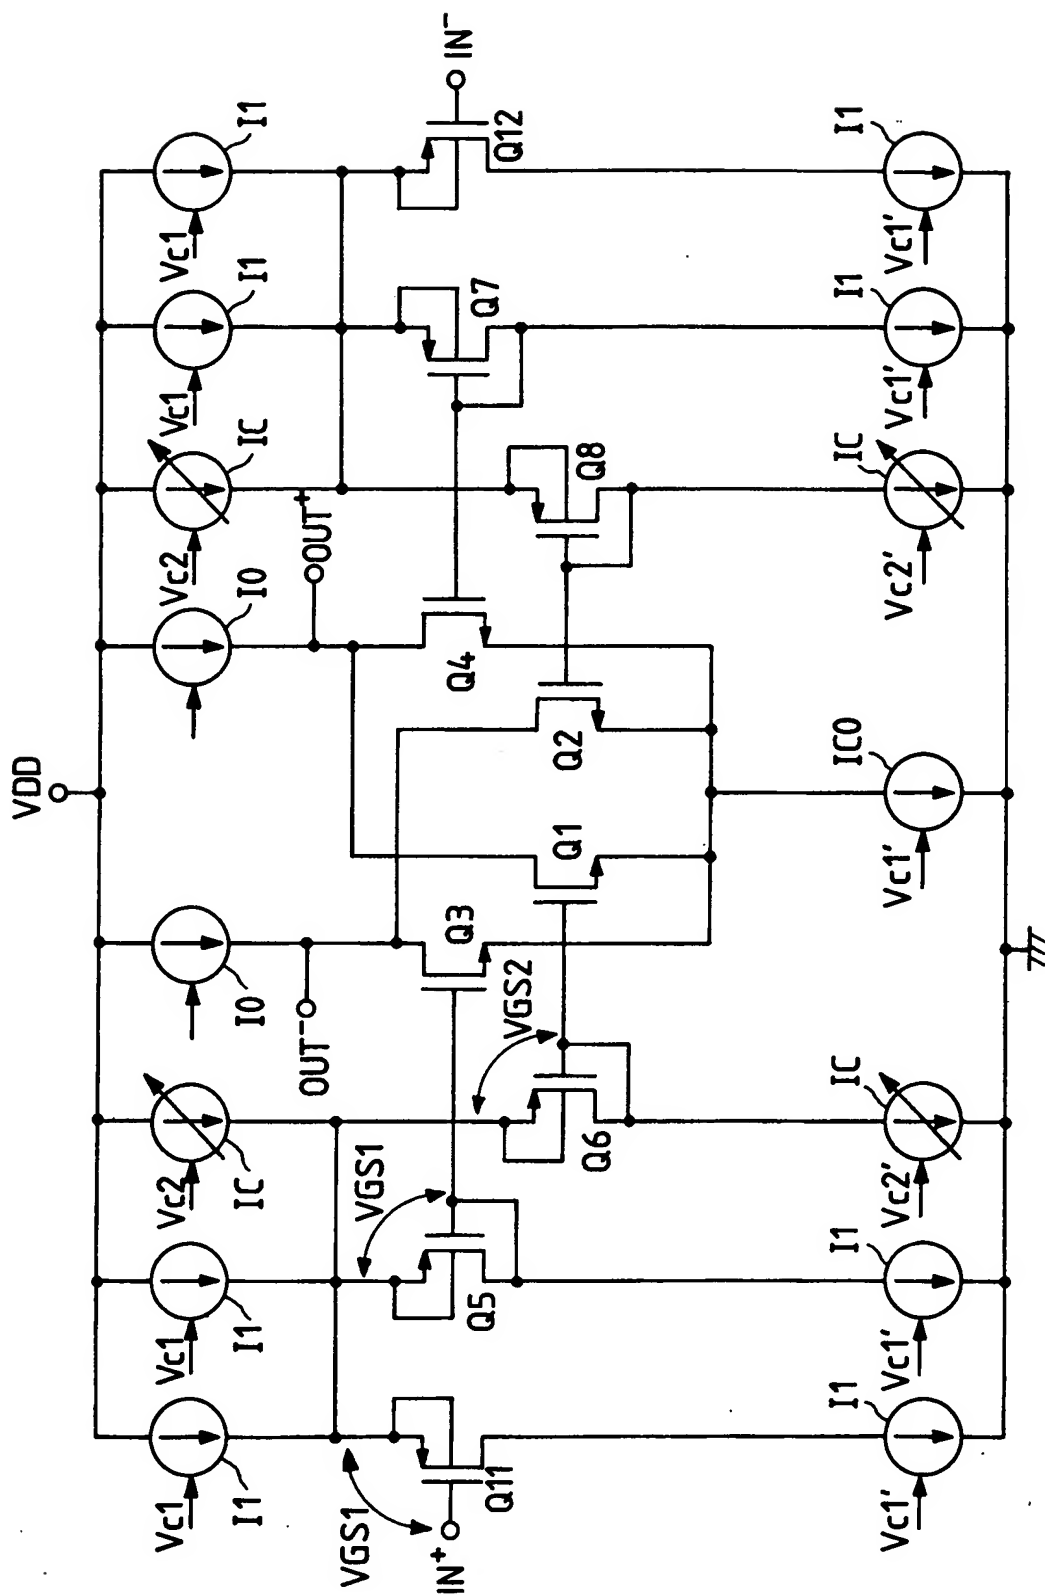 VDD
Vc1
I1
Vc1
I1
Vc2
IC
I0
I0
Vc2
IC
Vc1
I1
Vc1
I1
OUT⁻
OUT⁺
VGS1
VGS1
VGS2
IN⁺
Q11
Q5
Q6
Q3
Q1
Q2
Q4
Q8
Q7
Q12
IN⁻
Vc1'
I1
Vc1'
I1
Vc2'
IC
Vc1'
IC0
Vc2'
IC
Vc1'
I1
Vc1'
I1